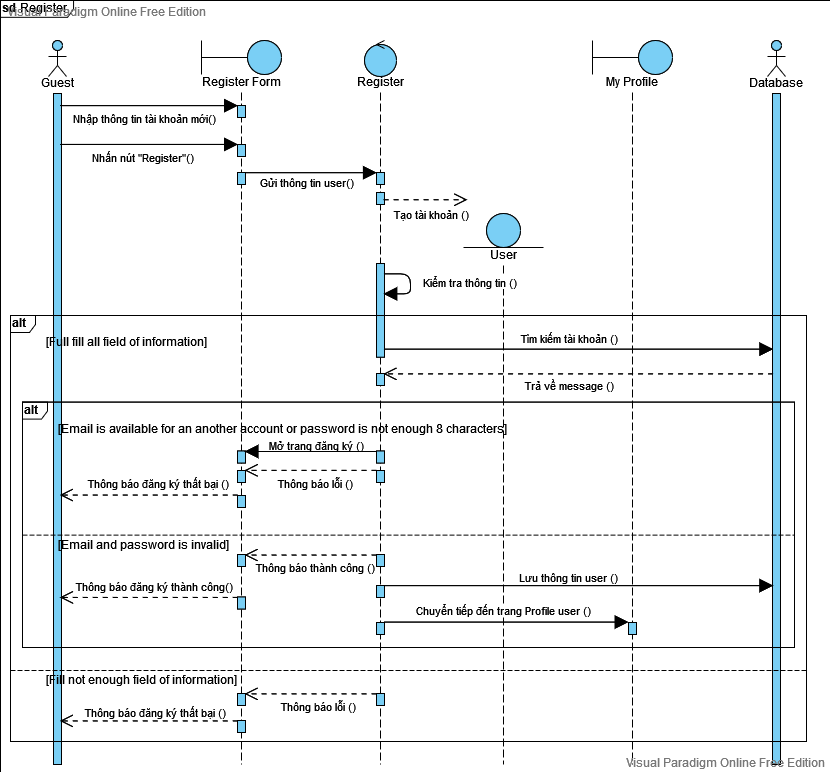 sd Register
Visual Paradigm Online Free Edition
Guest
Register Form
Register
My Profile
Database
Nhập thông tin tài khoản mới()
Nhấn nút "Register"()
Gửi thông tin user()
Tạo tài khoản ()
User
Kiểm tra thông tin ()
alt
[Full fill all field of information]
Tìm kiếm tài khoản ()
Trả về message ()
alt
[Email is available for an another account or password is not enough 8 characters]
Mở trang đăng ký ()
Thông báo lỗi ()
Thông báo đăng ký thất bại ()
[Email and password is invalid]
Thông báo thành công ()
Lưu thông tin user ()
Thông báo đăng ký thành công()
Chuyển tiếp đến trang Profile user ()
[Fill not enough field of information]
Thông báo lỗi ()
Thông báo đăng ký thất bại ()
Visual Paradigm Online Free Edition